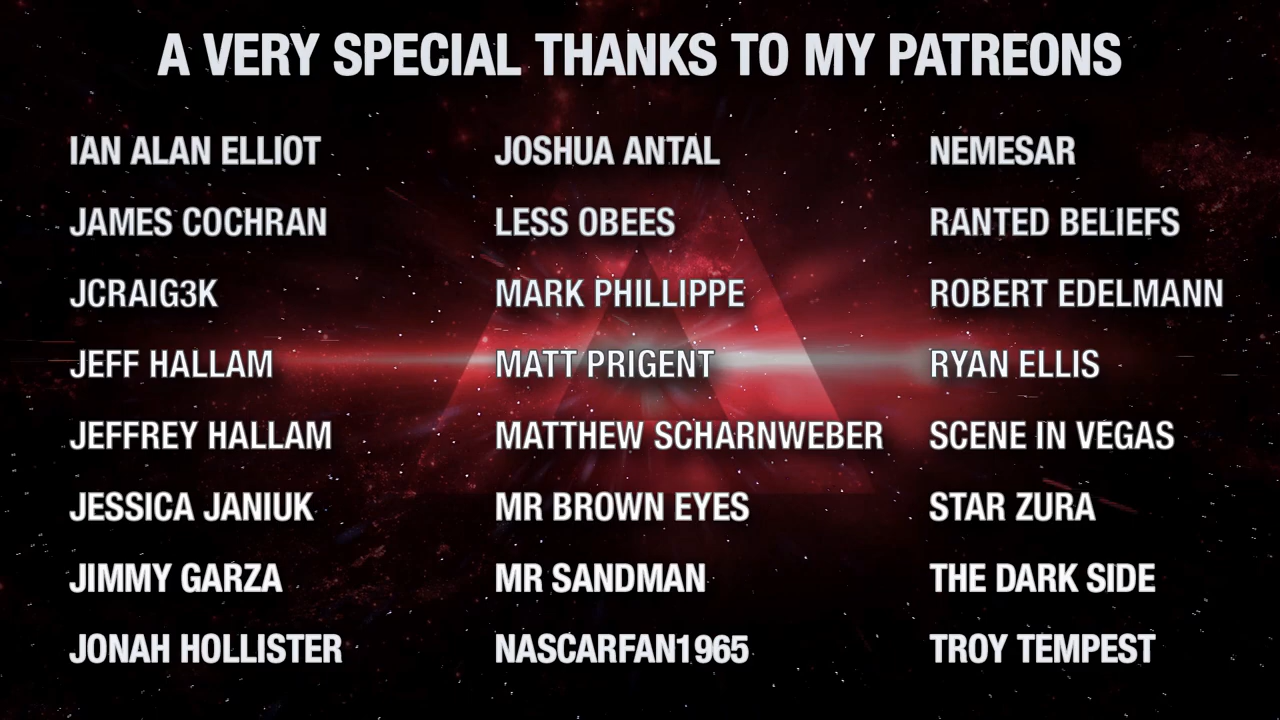 A VERY SPECIAL THANKS TO MY PATREONS
IAN ALAN ELLIOT
JAMES COCHRAN
JCRAIG3K
JEFF HALLAM
JEFFREY HALLAM
JESSICA JANIUK
JIMMY GARZA
JONAH HOLLISTER
JOSHUA ANTAL
LESS OBEES
MARK PHILLIPPE
MATT PRIGENT
MATTHEW SCHARNWEBER
MR BROWN EYES
MR SANDMAN
NASCARFAN1965
NEMESAR
RANTED BELIEFS
ROBERT EDELMANN
RYAN ELLIS
SCENE IN VEGAS
STAR ZURA
THE DARK SIDE
TROY TEMPEST